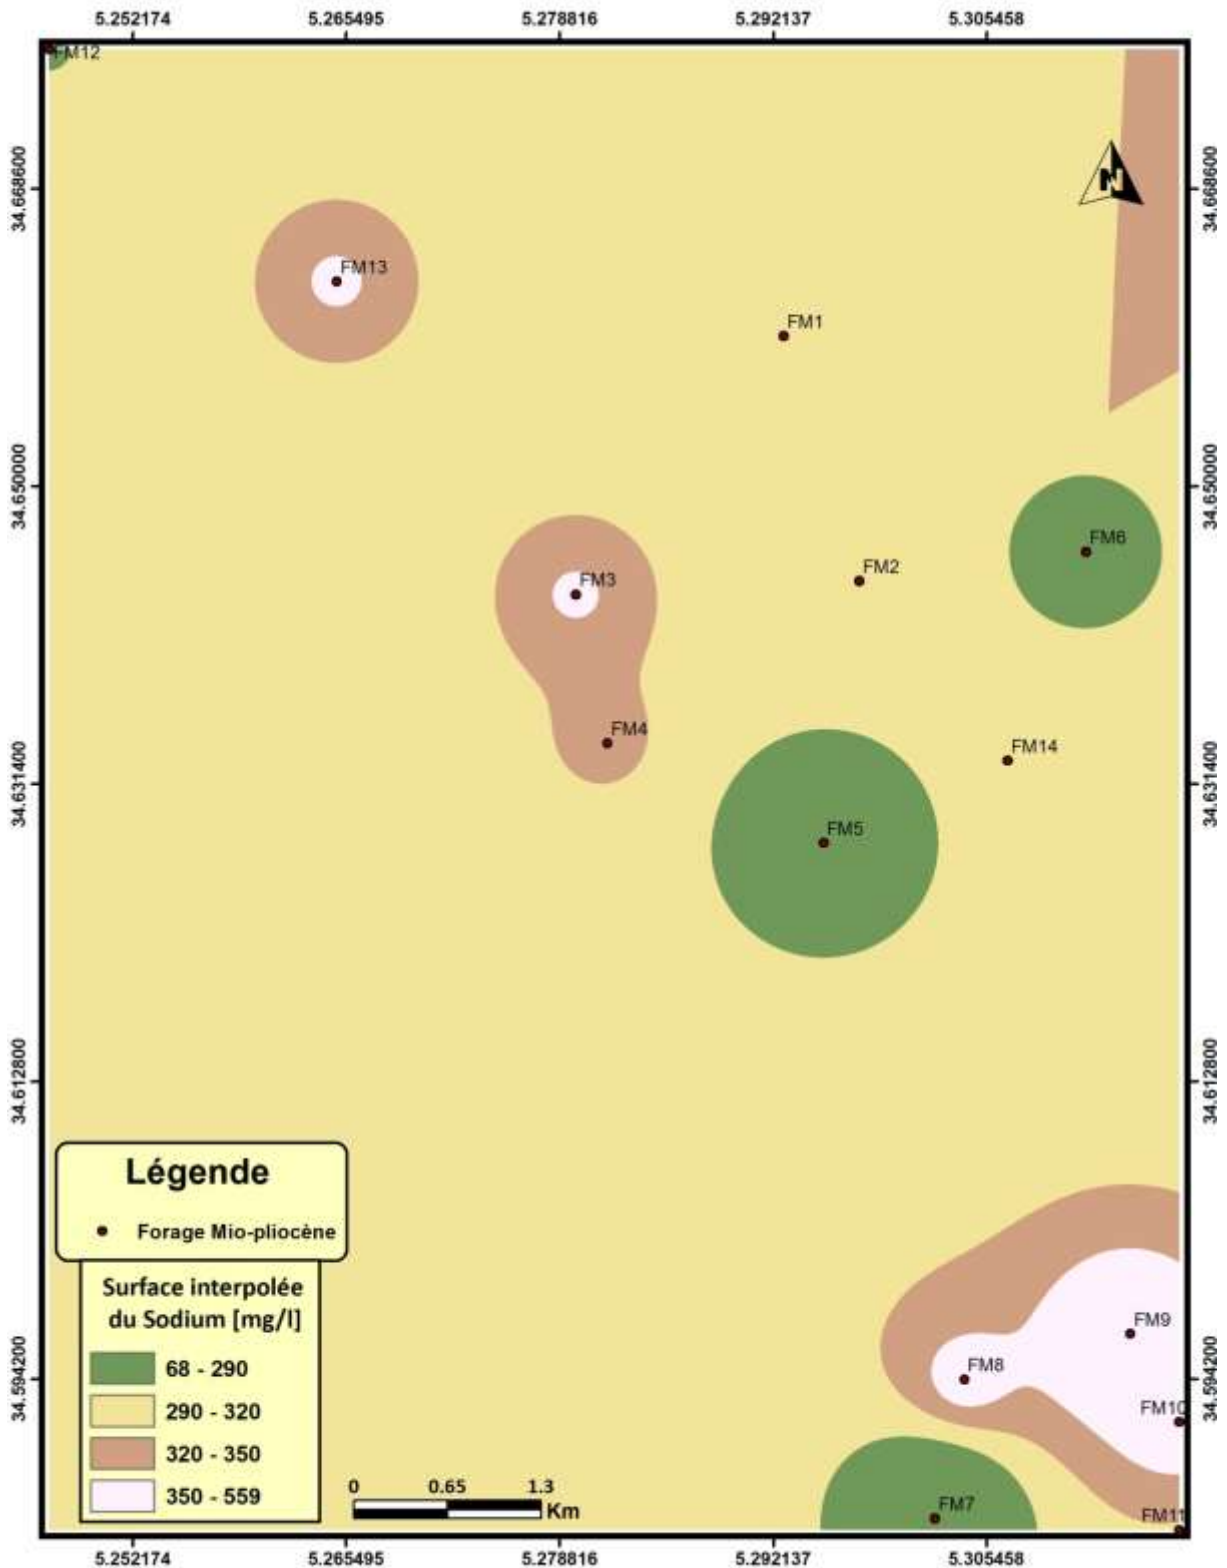 5.252174 5.265495 5.278816 5.292137 5.305458
FM12
34.668600 34.668600
N
FM13
FM1
34.650000 34.650000
FM6
FM2
FM3
FM4
FM14
34.631400 34.631400
FM5
34.612800 34.612800
Légende
Forage Mio-pliocène
Surface interpolée
du Sodium [mg/l]
68 - 290
290 - 320
320 - 350
350 - 559
FM9
FM8
34.594200 34.594200
FM10
0 0.65 1.3
Km
FM7
FM11
5.252174 5.265495 5.278816 5.292137 5.305458